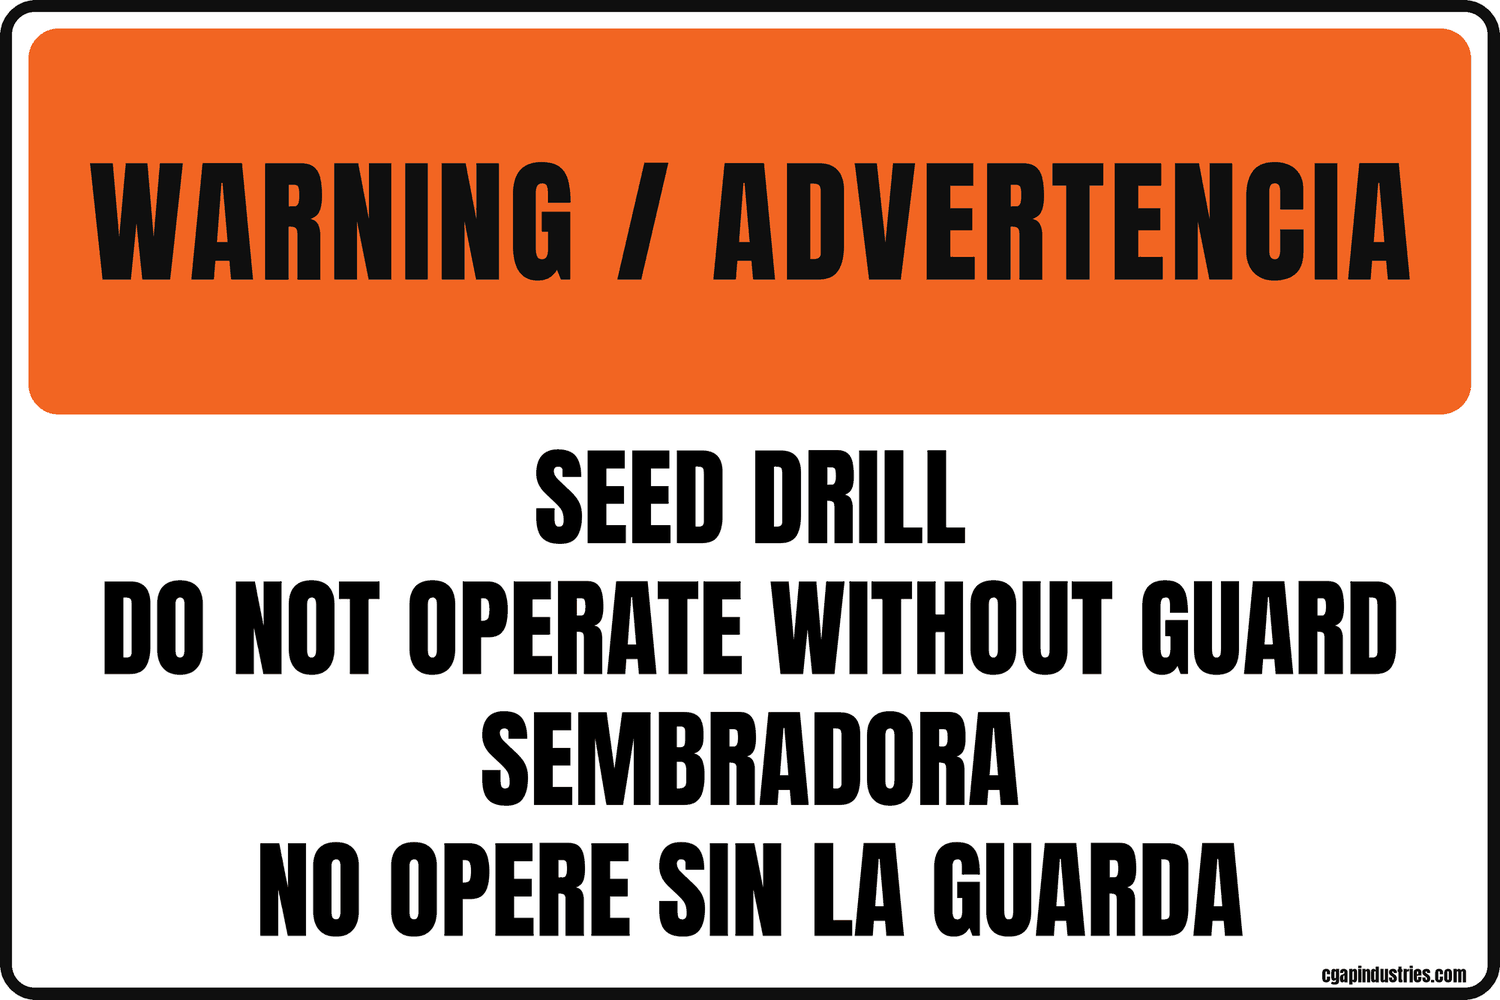 WARNING / ADVERTENCIA
SEED DRILL
DO NOT OPERATE WITHOUT GUARD
SEMBRADORA
NO OPERE SIN LA GUARDA
cgapindustries.com